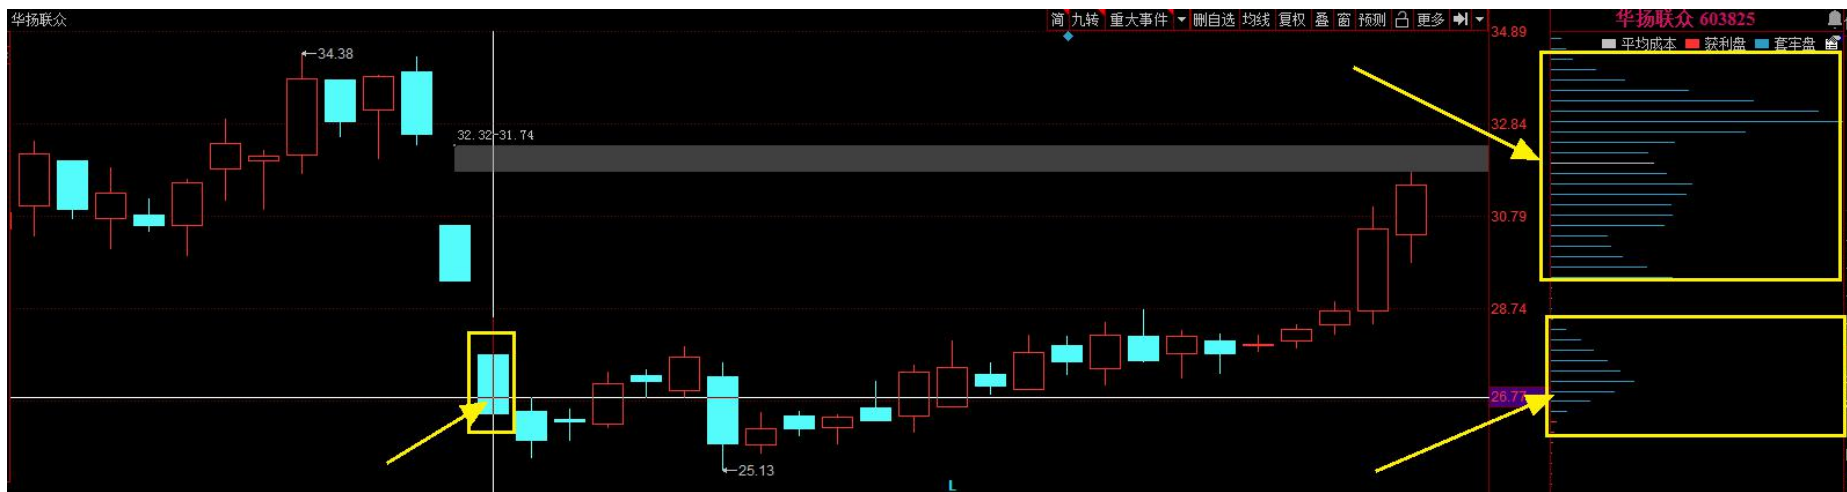 华扬联众
简 九转 重大事件 删自选 均线 复权 叠 窗 预测 更多
华扬联众 603825
平均成本 获利盘 套牢盘
34.89
34.38
32.84
32.32-31.74
30.79
28.74
26.77
25.13
L